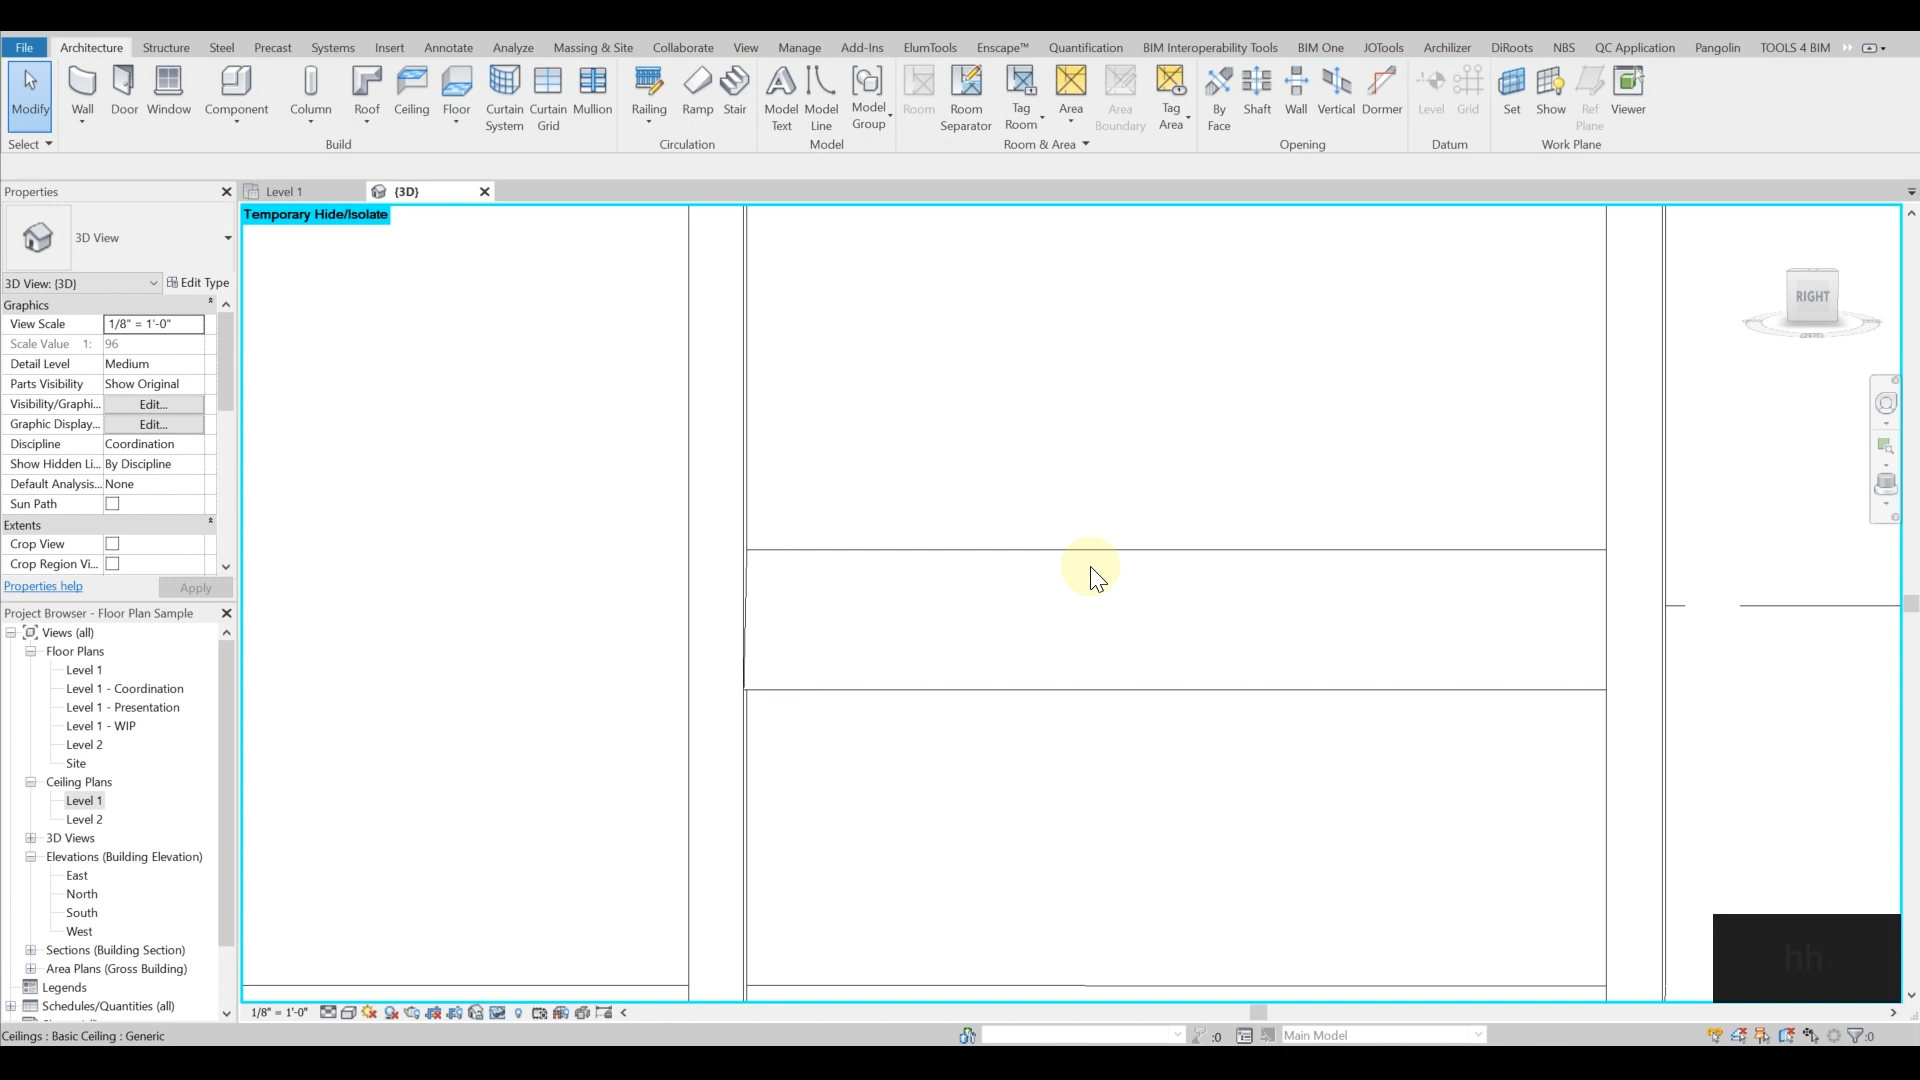 File Architecture Structure Steel Precast Systems Insert Annotate Analyze Massing & Site Collaborate View Manage Add-Ins ElumTools Enscape™ Quantification BIM Interoperability Tools BIM One JOTools Archilizer DiRoots NBS QC Application Pangolin TOOLS 4 BIM
Modify Wall Door Window Component Column Roof Ceiling Floor Curtain System Curtain Grid Mullion Railing Ramp Stair Model Text Model Line Model Group Room Room Separator Tag Room Area Area Boundary Tag Area By Face Shaft Wall Vertical Dormer Level Grid Set Show Ref Plane Viewer
Select Build Circulation Model Room & Area Opening Datum Work Plane
Properties
Level 1 {3D}
Temporary Hide/Isolate
3D View
3D View: {3D} Edit Type
Graphics
View Scale 1/8" = 1'-0"
Scale Value 1: 96
Detail Level Medium
Parts Visibility Show Original
Visibility/Graphi... Edit...
Graphic Display... Edit...
Discipline Coordination
Show Hidden Li... By Discipline
Default Analysis... None
Sun Path
Extents
Crop View
Crop Region Vi...
Properties help Apply
RIGHT
Project Browser - Floor Plan Sample
Views (all)
Floor Plans
Level 1
Level 1 - Coordination
Level 1 - Presentation
Level 1 - WIP
Level 2
Site
Ceiling Plans
Level 1
Level 2
3D Views
Elevations (Building Elevation)
East
North
South
West
Sections (Building Section)
Area Plans (Gross Building)
Legends
Schedules/Quantities (all)
hh
1/8" = 1'-0"
Ceilings : Basic Ceiling : Generic :0 Main Model :0